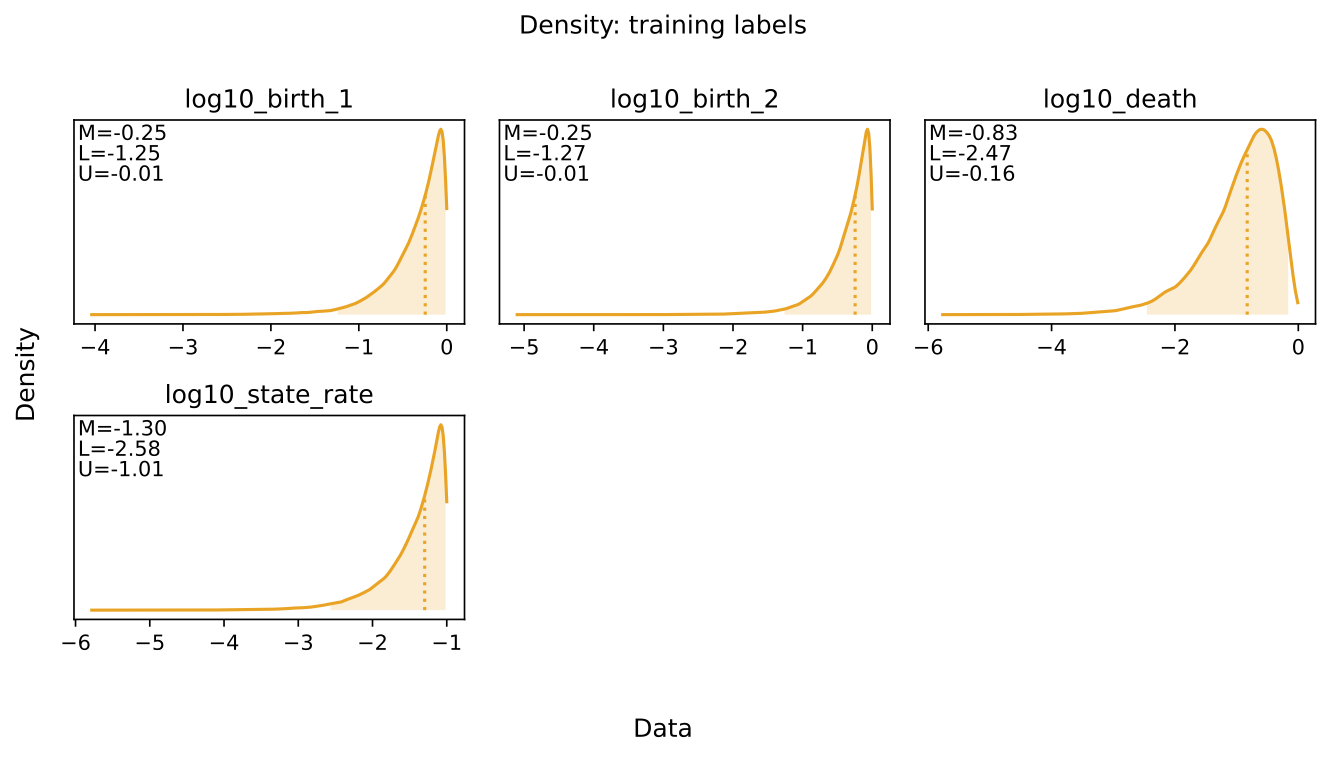 Density: training labels
log10_birth_1
M=-0.25
L=-1.25
U=-0.01
−4 −3 −2 −1 0
log10_birth_2
M=-0.25
L=-1.27
U=-0.01
−5 −4 −3 −2 −1 0
log10_death
M=-0.83
L=-2.47
U=-0.16
−6 −4 −2 0
Density
log10_state_rate
M=-1.30
L=-2.58
U=-1.01
−6 −5 −4 −3 −2 −1
Data